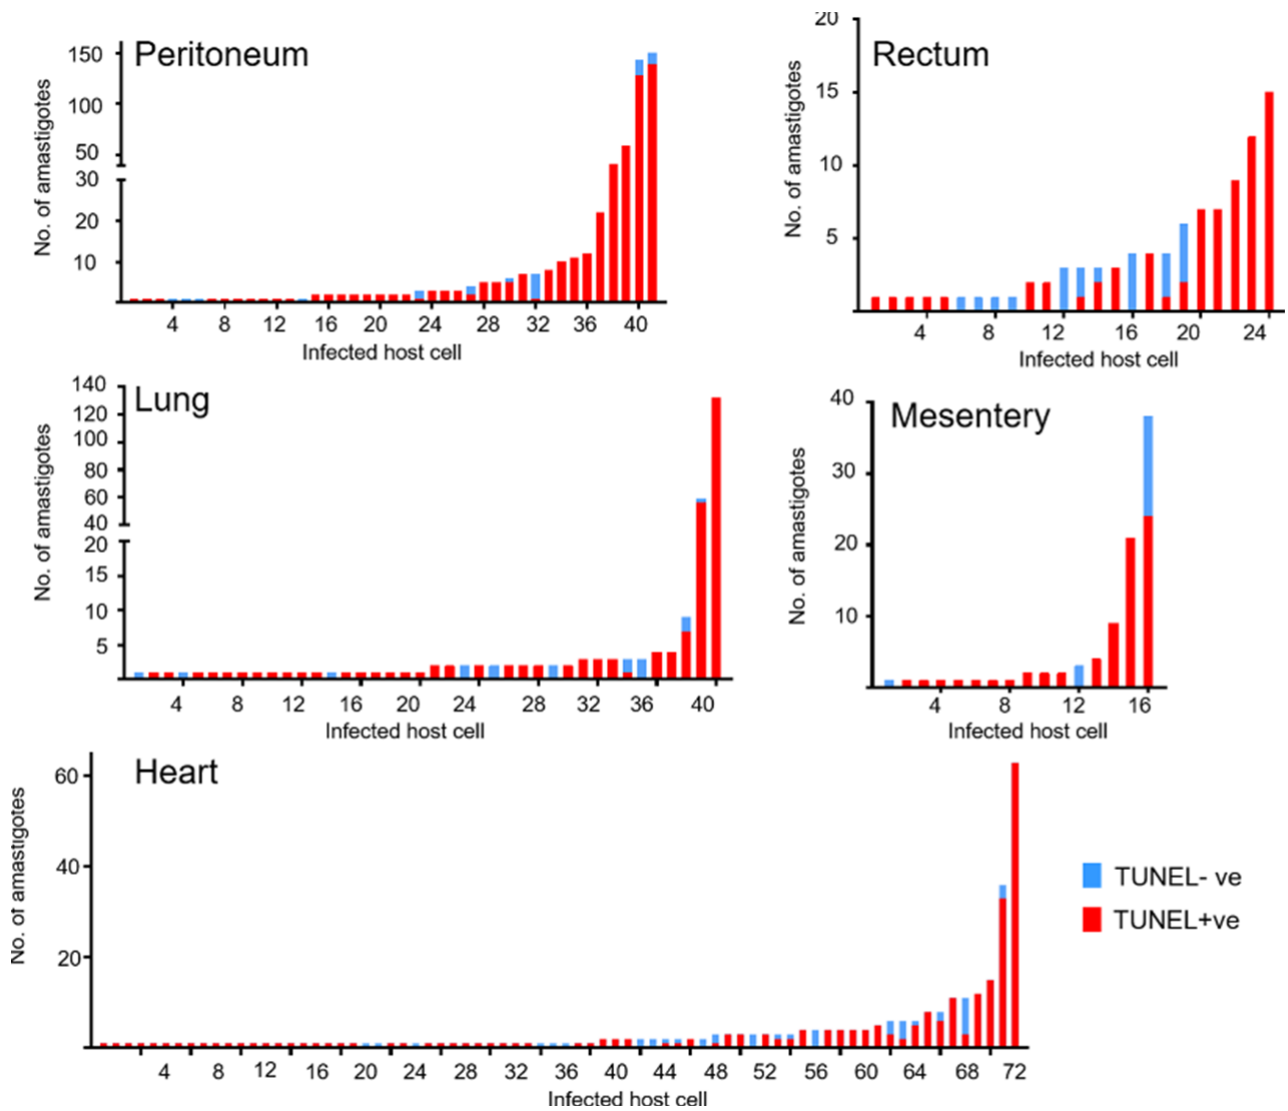 Peritoneum
No. of amastigotes
150
100
50
30
20
10
4 8 12 16 20 24 28 32 36 40
Infected host cell
Rectum
No. of amastigotes
20
15
10
5
4 8 12 16 20 24
Infected host cell
Lung
No. of amastigotes
140
120
100
80
60
40
20
15
10
5
4 8 12 16 20 24 28 32 36 40
Infected host cell
Mesentery
No. of amastigotes
40
30
20
10
4 8 12 16
Infected host cell
Heart
No. of amastigotes
60
40
20
4 8 12 16 20 24 28 32 36 40 44 48 52 56 60 64 68 72
Infected host cell
TUNEL- ve
TUNEL+ve